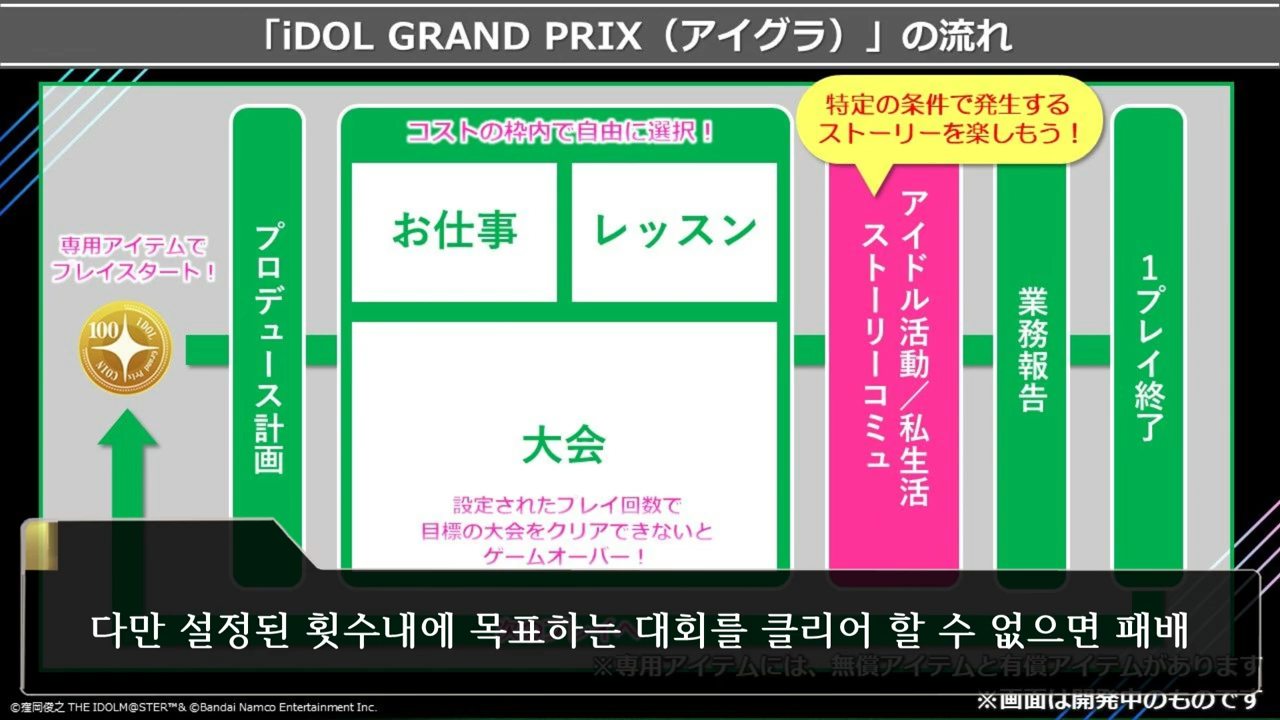 「iDOL GRAND PRIX（アイグラ）」の流れ
専用アイテムで
プレイスタート！
100
iDOL Grand Prix COIN
プロデュース計画
コストの枠内で自由に選択！
お仕事
レッスン
大会
設定されたプレイ回数で
目標の大会をクリアできないと
ゲームオーバー！
特定の条件で発生する
ストーリーを楽しもう！
アイドル活動／私生活
ストーリーコミュ
業務報告
1プレイ終了
다만 설정된 횟수내에 목표하는 대회를 클리어 할 수 없으면 패배
※専用アイテムには、無償アイテムと有償アイテムがあります
※画面は開発中のものです
©窪岡俊之 THE IDOLM@STER™& ©Bandai Namco Entertainment Inc.